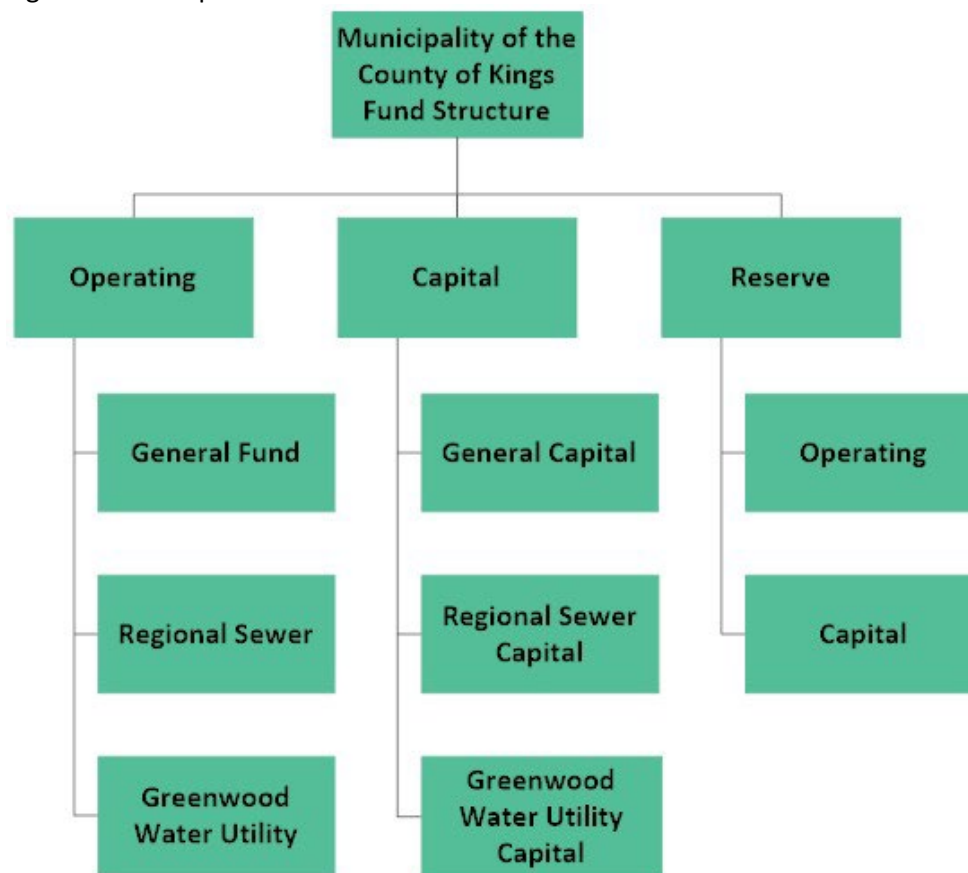 Municipality of the
County of Kings
Fund Structure
Operating
Capital
Reserve
General Fund
General Capital
Operating
Regional Sewer
Regional Sewer
Capital
Capital
Greenwood
Water Utility
Greenwood
Water Utility
Capital